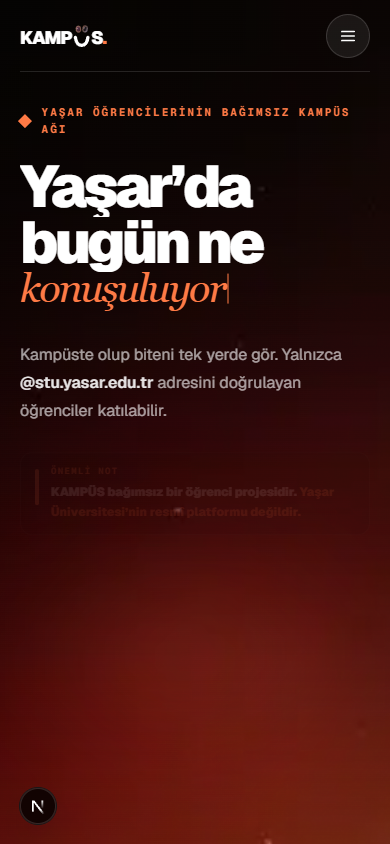 KAMPÜS.
YAŞAR ÖĞRENCİLERİNİN BAĞIMSIZ KAMPÜS
AĞI
Yaşar’da
bugün ne
konuşuluyor
Kampüste olup biteni tek yerde gör. Yalnızca
@stu.yasar.edu.tr adresini doğrulayan
öğrenciler katılabilir.
ÖNEMLİ NOT
KAMPÜS bağımsız bir öğrenci projesidir. Yaşar
Üniversitesi’nin resmî platformu değildir.
N